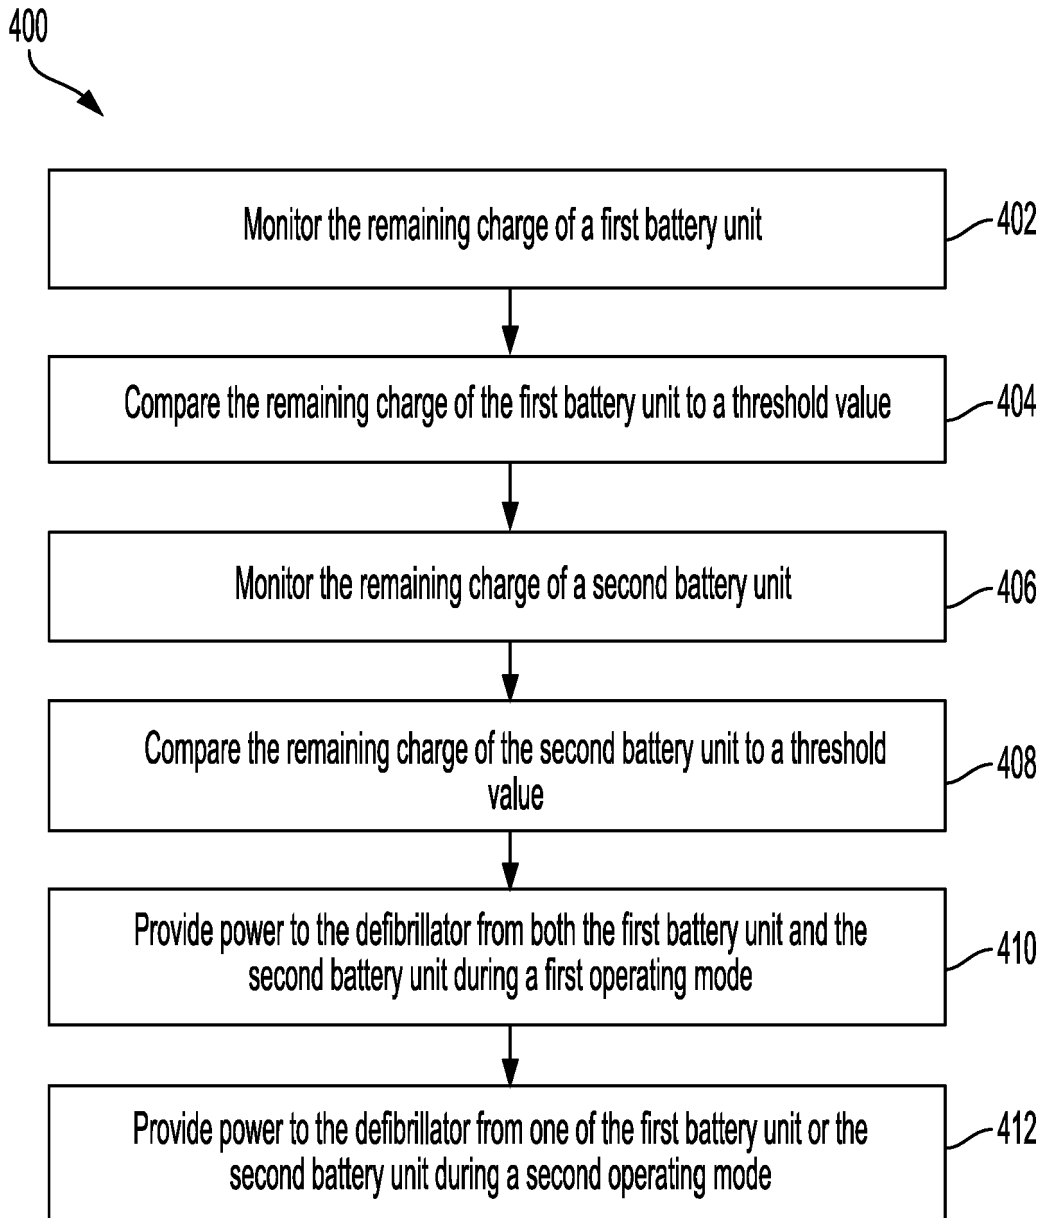 400
Monitor the remaining charge of a first battery unit
402
Compare the remaining charge of the first battery unit to a threshold value
404
Monitor the remaining charge of a second battery unit
406
Compare the remaining charge of the second battery unit to a threshold
value
408
Provide power to the defibrillator from both the first battery unit and the
second battery unit during a first operating mode
410
Provide power to the defibrillator from one of the first battery unit or the
second battery unit during a second operating mode
412